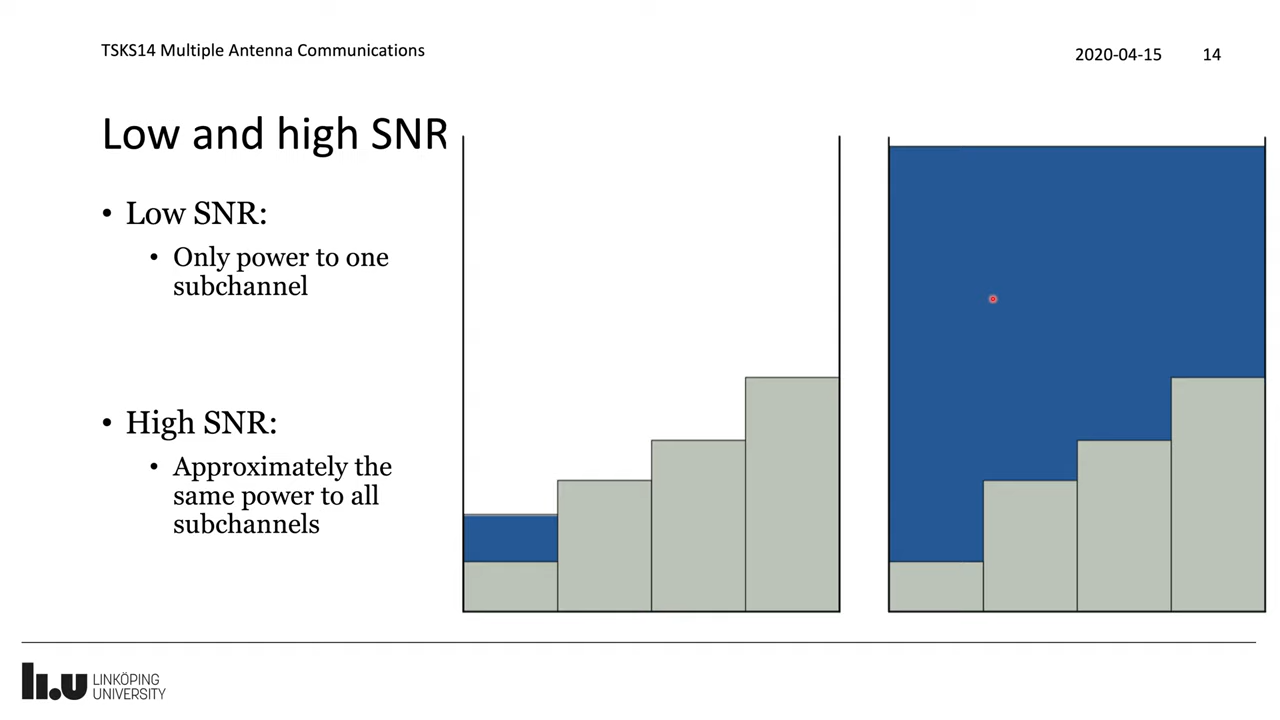 TSKS14 Multiple Antenna Communications
2020-04-15 14
Low and high SNR
• Low SNR:
• Only power to one
subchannel
• High SNR:
• Approximately the
same power to all
subchannels
li.u LINKÖPING
UNIVERSITY